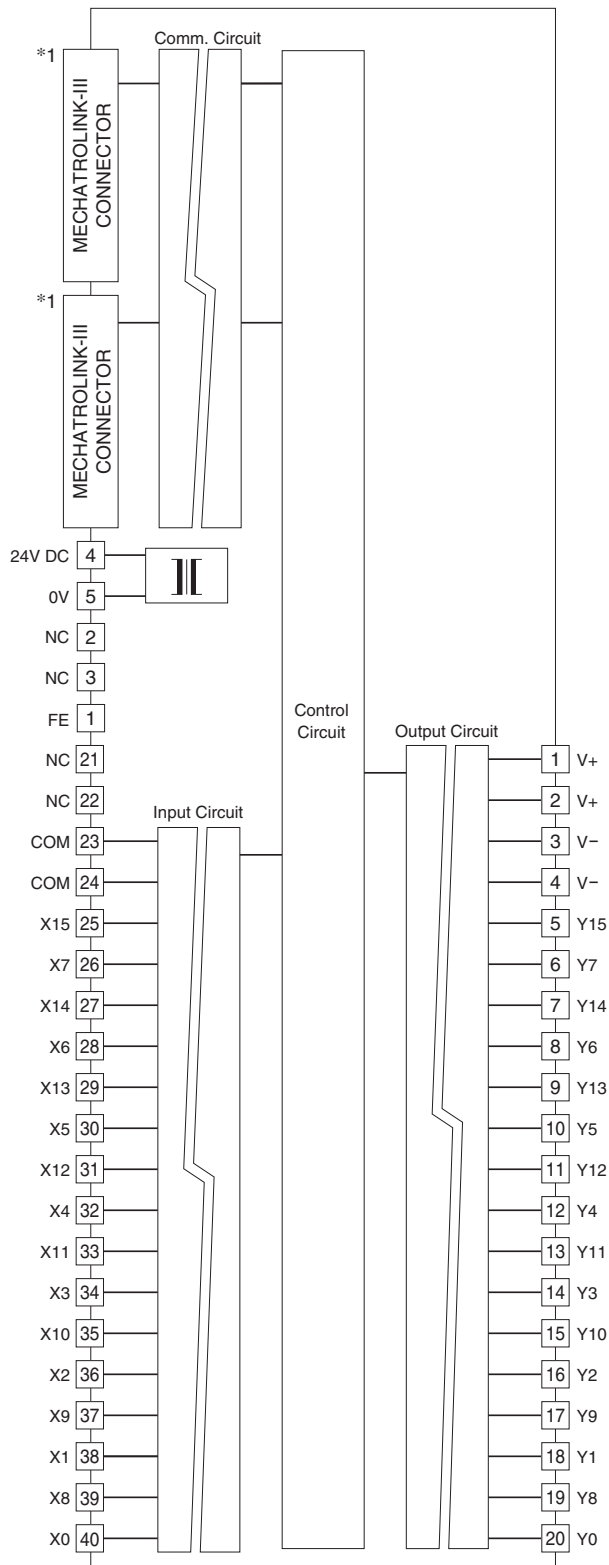 Comm. Circuit
*1
MECHATROLINK-III
CONNECTOR
*1
MECHATROLINK-III
CONNECTOR
24V DC 4
0V 5
NC 2
NC 3
FE 1
Control
Circuit
Output Circuit
NC 21
1 V+
NC 22
2 V+
Input Circuit
COM 23
3 V−
COM 24
4 V−
X15 25
5 Y15
X7 26
6 Y7
X14 27
7 Y14
X6 28
8 Y6
X13 29
9 Y13
X5 30
10 Y5
X12 31
11 Y12
X4 32
12 Y4
X11 33
13 Y11
X3 34
14 Y3
X10 35
15 Y10
X2 36
16 Y2
X9 37
17 Y9
X1 38
18 Y1
X8 39
19 Y8
X0 40
20 Y0